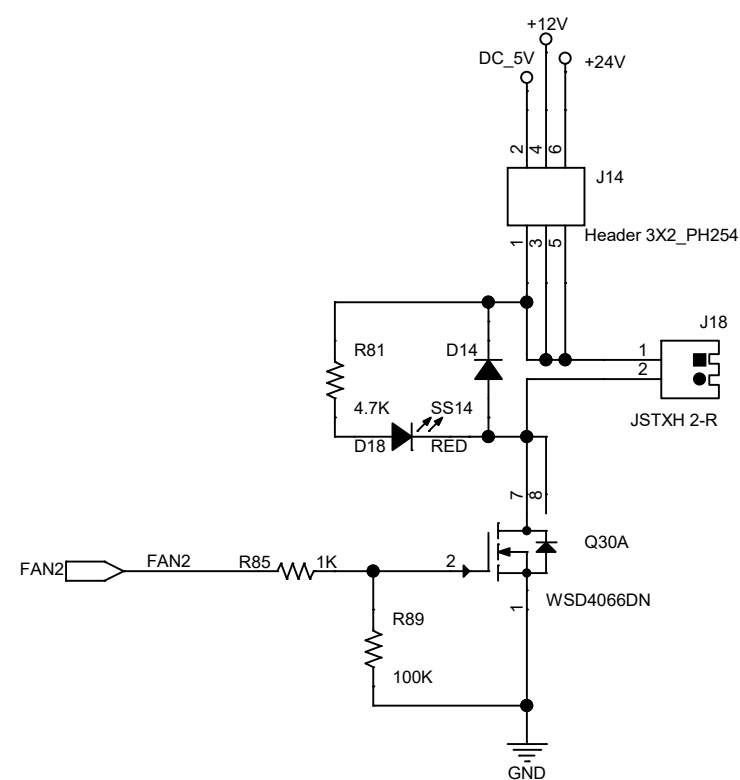 +12V
DC_5V
+24V
2
4
6
J14
Header 3X2_PH254
1
3
5
J18
R81
D14
1
2
4.7K
SS14
JSTXH 2-R
D18
RED
7
8
Q30A
FAN2
FAN2
R85
1K
2
WSD4066DN
1
R89
100K
GND